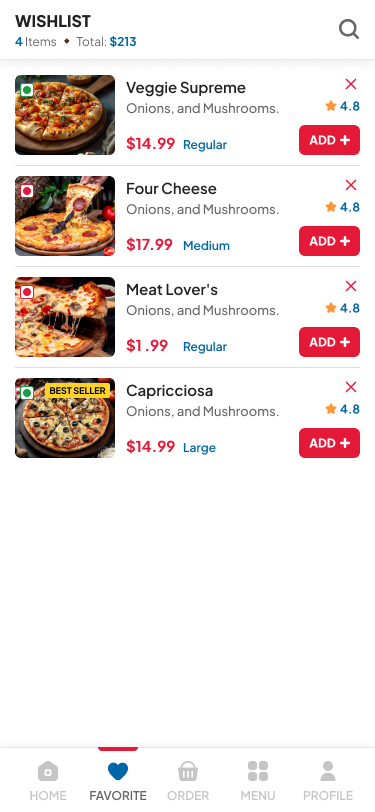 WISHLIST
4 Items • Total: $213
Veggie Supreme
Onions, and Mushrooms.
4.8
$14.99 Regular
ADD +
Four Cheese
Onions, and Mushrooms.
4.8
$17.99 Medium
ADD +
Meat Lover's
Onions, and Mushrooms.
4.8
$1 .99 Regular
ADD +
BEST SELLER
Capricciosa
Onions, and Mushrooms.
4.8
$14.99 Large
ADD +
HOME FAVORITE ORDER MENU PROFILE